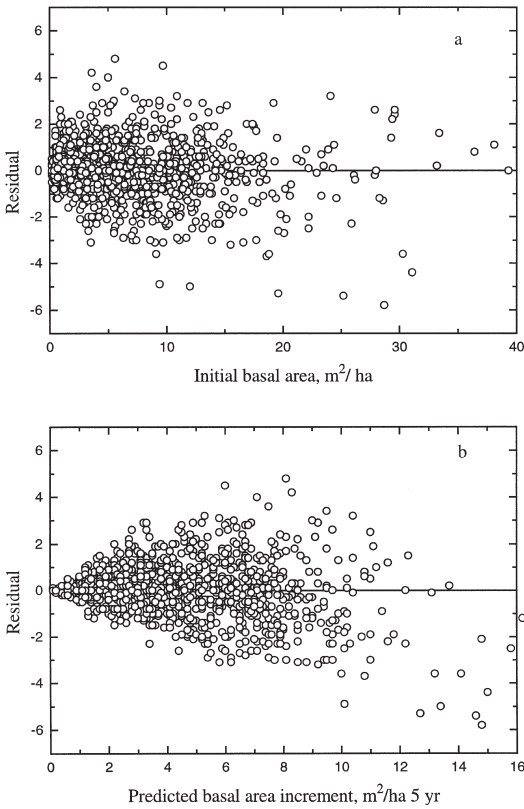 6
4
2
0
-2
-4
-6
Residual
a
0 10 20 30 40
Initial basal area, m²/ ha
6
4
2
0
-2
-4
-6
Residual
b
0 2 4 6 8 10 12 14 16
Predicted basal area increment, m²/ha 5 yr